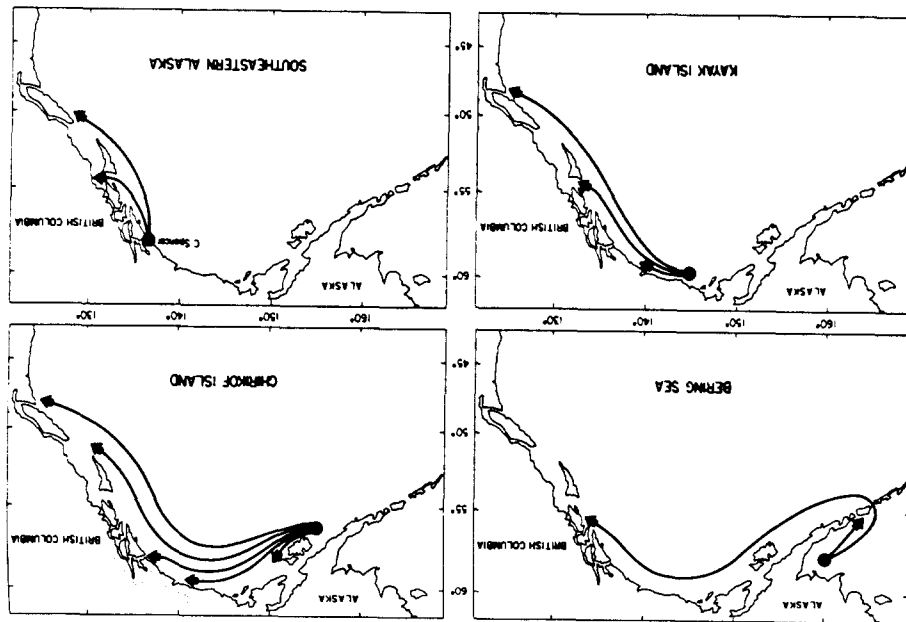 ALASKA
BRITISH COLUMBIA
BERING SEA
60°
55°
50°
45°
160° 150° 140° 130°
ALASKA
BRITISH COLUMBIA
CHIRIKOF ISLAND
160° 150° 140° 130°
ALASKA
BRITISH COLUMBIA
KAYAK ISLAND
60°
55°
50°
45°
ALASKA
C. Spencer
BRITISH COLUMBIA
SOUTHEASTERN ALASKA